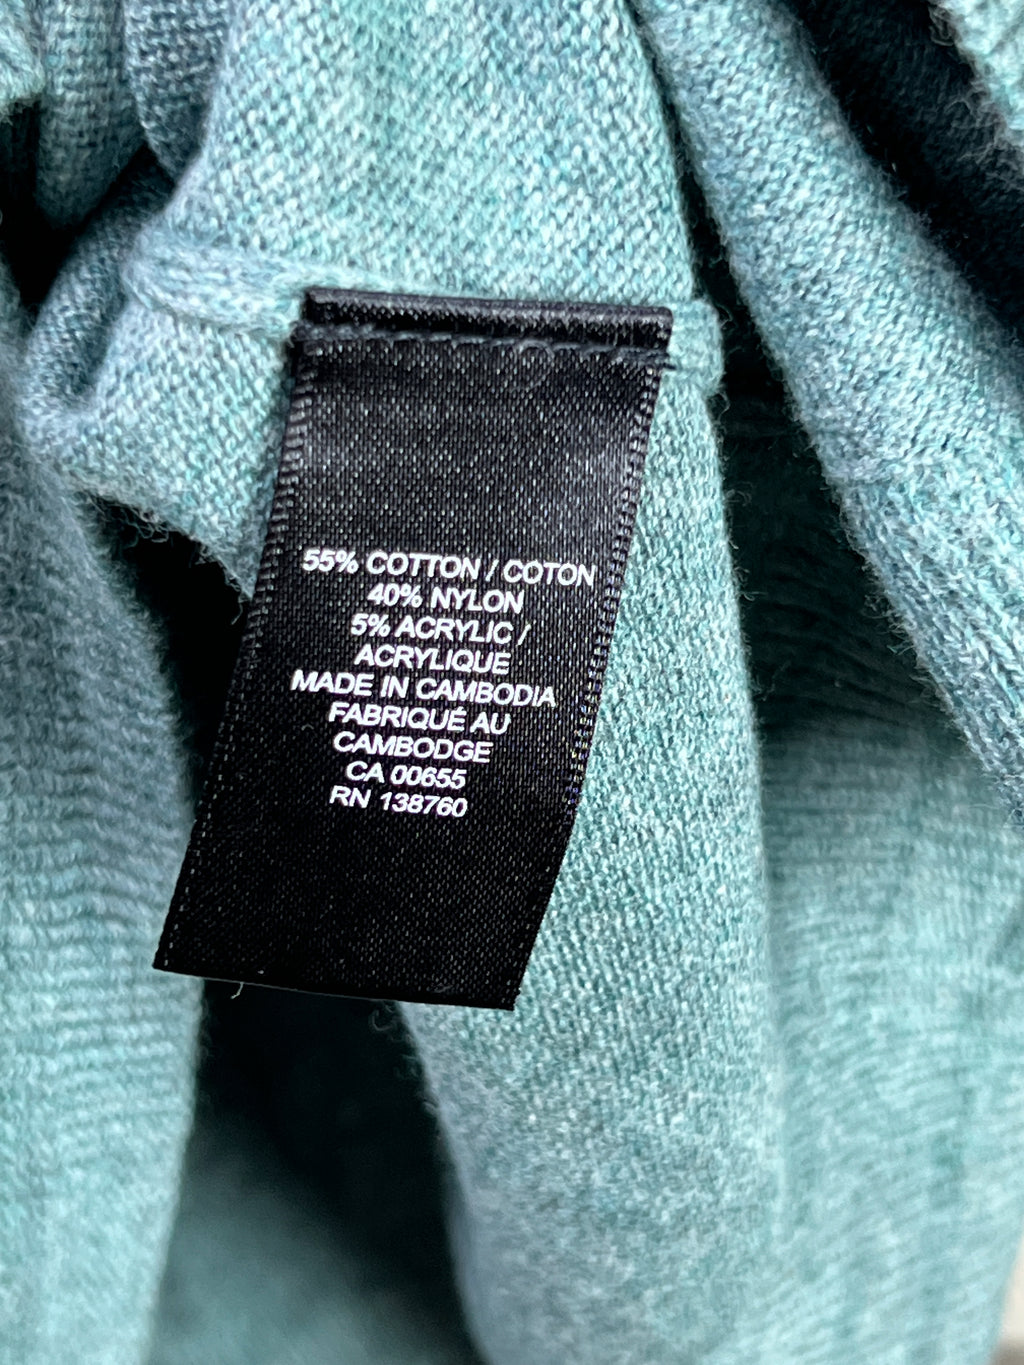 55% COTTON / COTON
40% NYLON
5% ACRYLIC /
ACRYLIQUE
MADE IN CAMBODIA
FABRIQUÉ AU
CAMBODGE
CA 00655
RN 138760